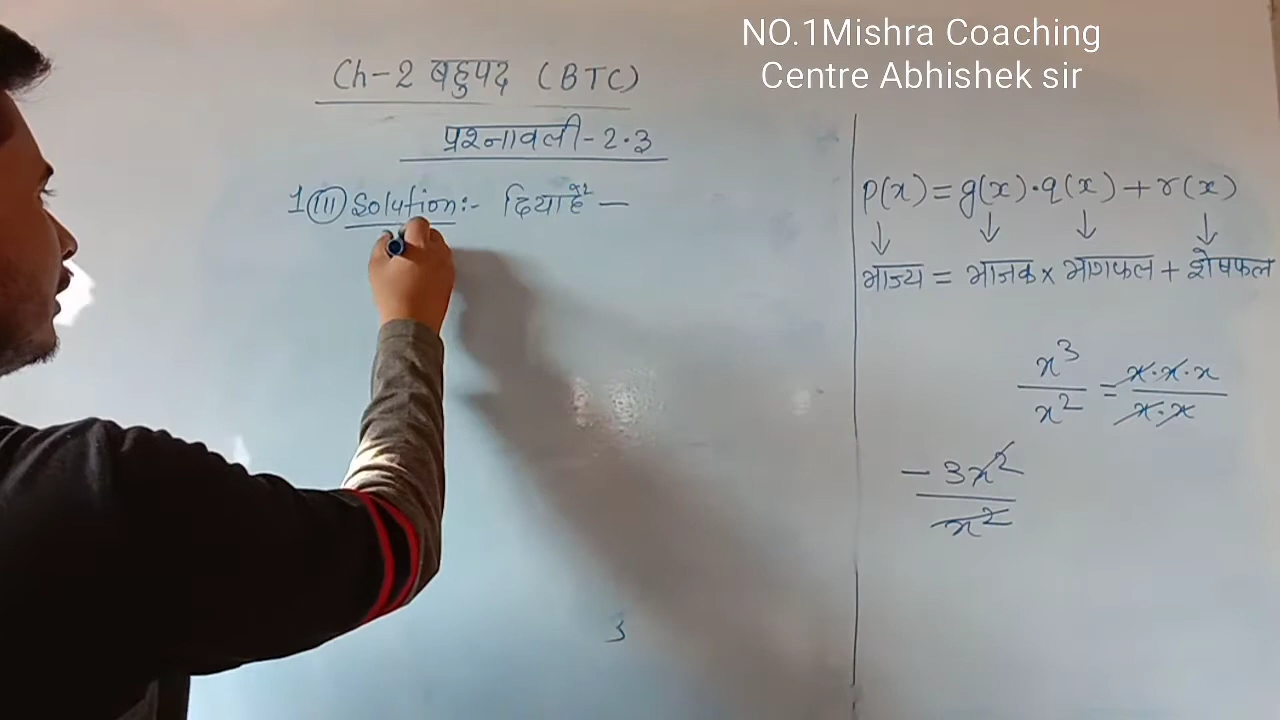 NO.1Mishra Coaching
Centre Abhishek sir
Ch-2 बहुपद (BTC)
प्रश्नावली-2.3
1(III) Solution:- दिया है —
p(x) = g(x)·q(x) + r(x)
↓ ↓ ↓ ↓
भाज्य = भाजक × भागफल + शेषफल
x³/x² = x·x·x/x·x
-3x²/x²